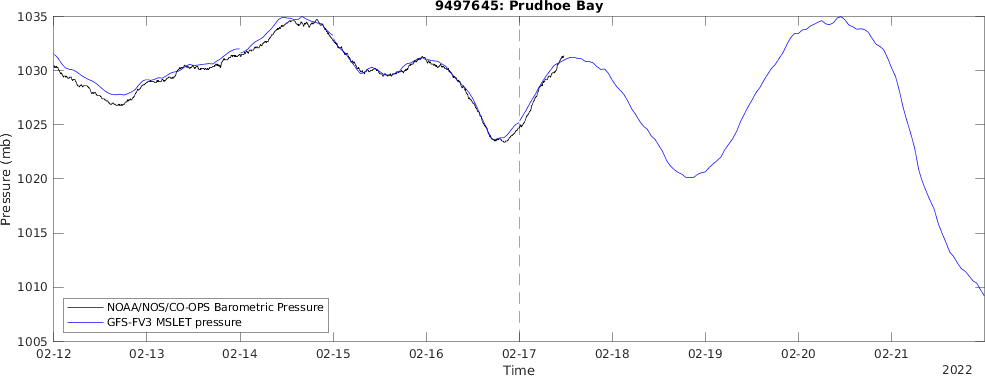 9497645: Prudhoe Bay
Pressure (mb)
1035
1030
1025
1020
1015
1010
1005
NOAA/NOS/CO-OPS Barometric Pressure
GFS-FV3 MSLET pressure
02-12 02-13 02-14 02-15 02-16 02-17 02-18 02-19 02-20 02-21
Time
2022